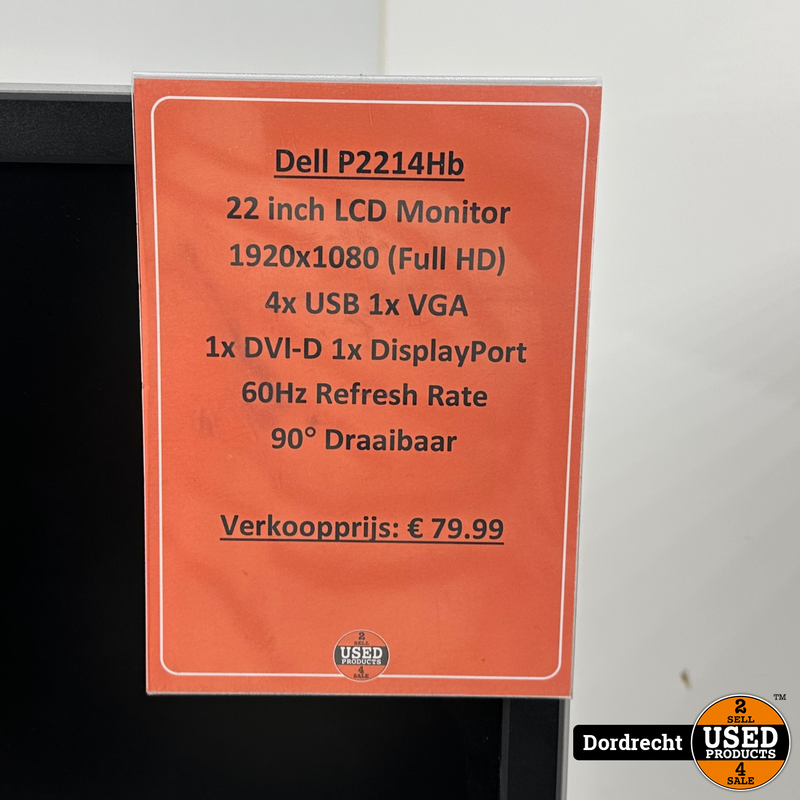 Dell P2214Hb
22 inch LCD Monitor
1920x1080 (Full HD)
4x USB 1x VGA
1x DVI-D 1x DisplayPort
60Hz Refresh Rate
90° Draaibaar
Verkoopprijs: € 79.99
2
SELL
USED
PRODUCTS
4
SALE
Dordrecht
2
SELL
USED
PRODUCTS
4
SALE
TM